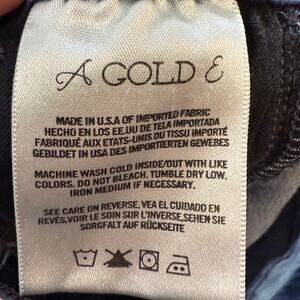 A GOLD E
MADE IN U.S.A OF IMPORTED FABRIC
HECHO EN LOS EE.UU DE TELA IMPORTADA
FABRIQUÉ AUX ETATS-UNIS DU TISSU IMPORTÉ
GEBILDET IN USA DES IMPORTIERTEN GEWEBES
MACHINE WASH COLD INSIDE/OUT WITH LIKE
COLORS. DO NOT BLEACH. TUMBLE DRY LOW.
IRON MEDIUM IF NECESSARY.
SEE CARE ON REVERSE, VEA EL CUIDADO EN
REVÉS, VOIR LE SOIN SUR L'INVERSE, SEHEN SIE
SORGFALT AUF RÜCKSEITE